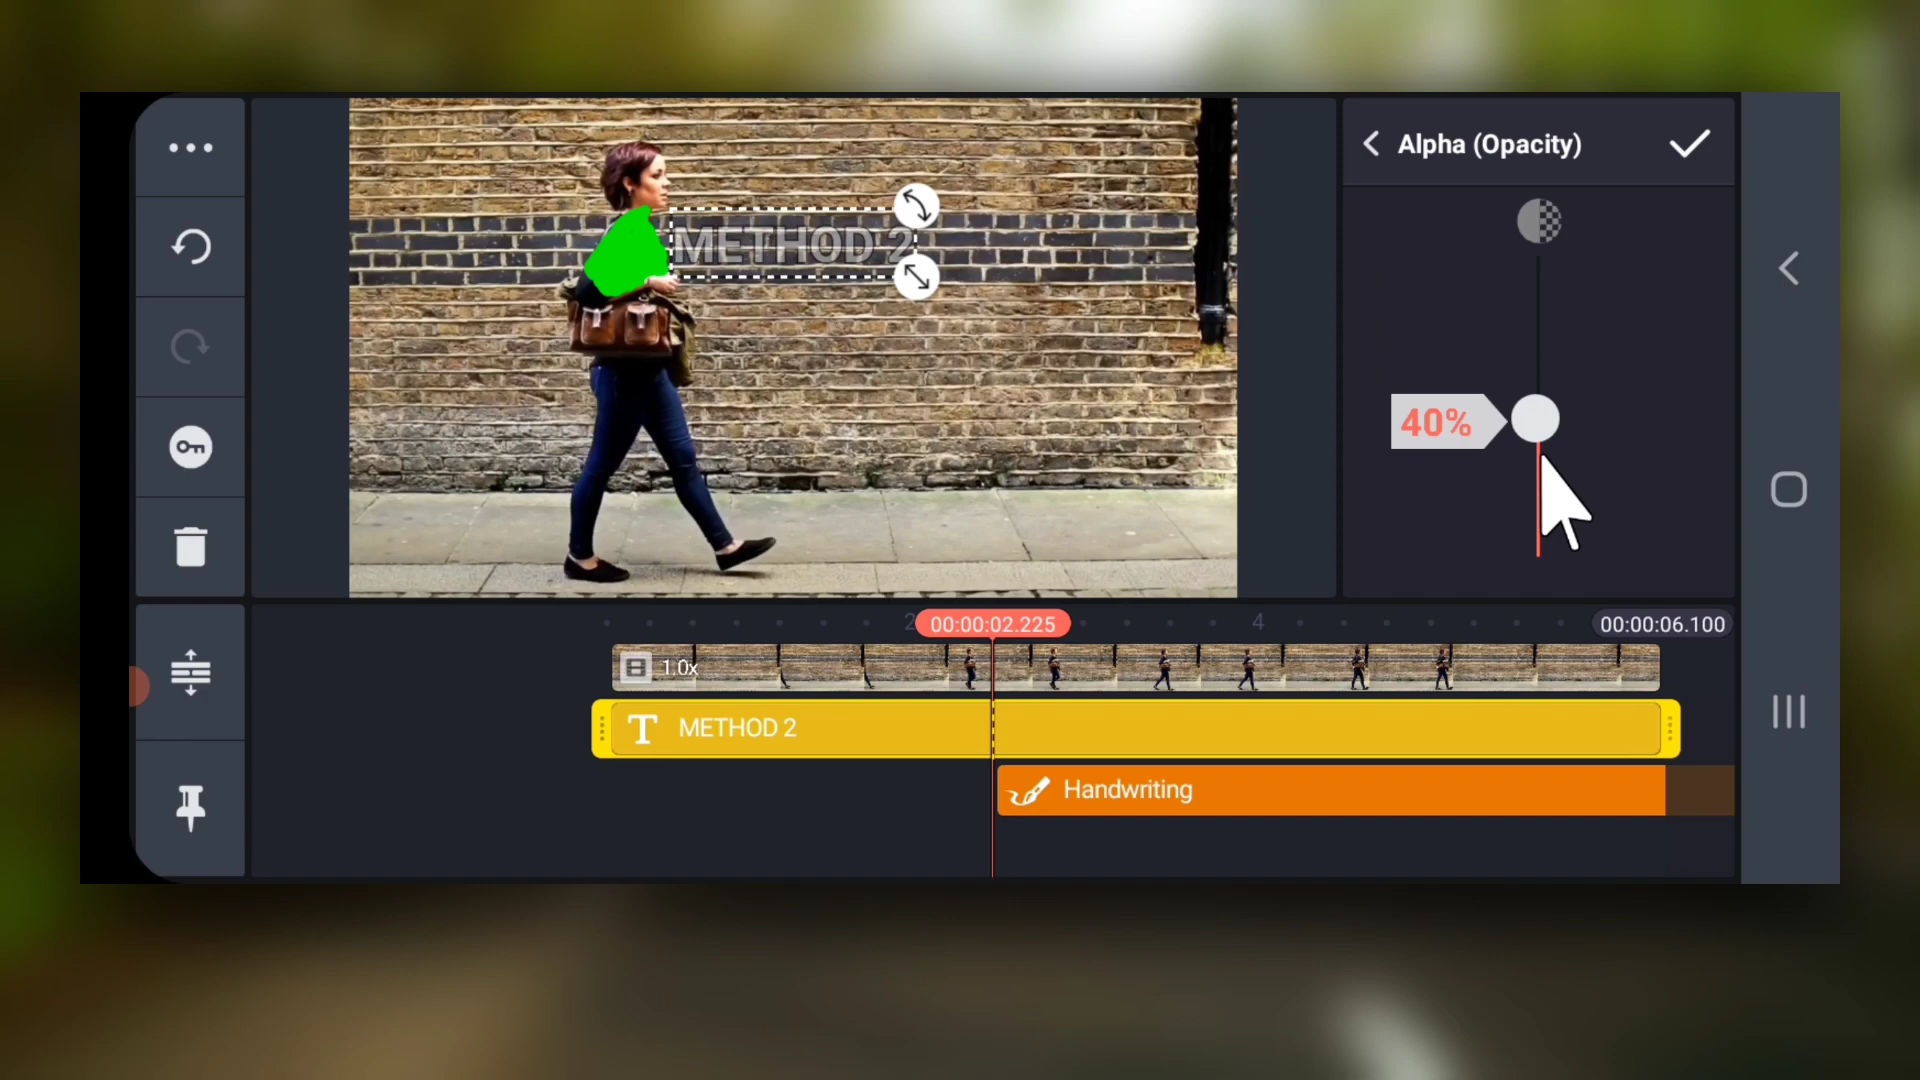 Alpha (Opacity)
METHOD 2
40%
2
00:00:02.225
4
00:00:06.100
1.0x
METHOD 2
Handwriting